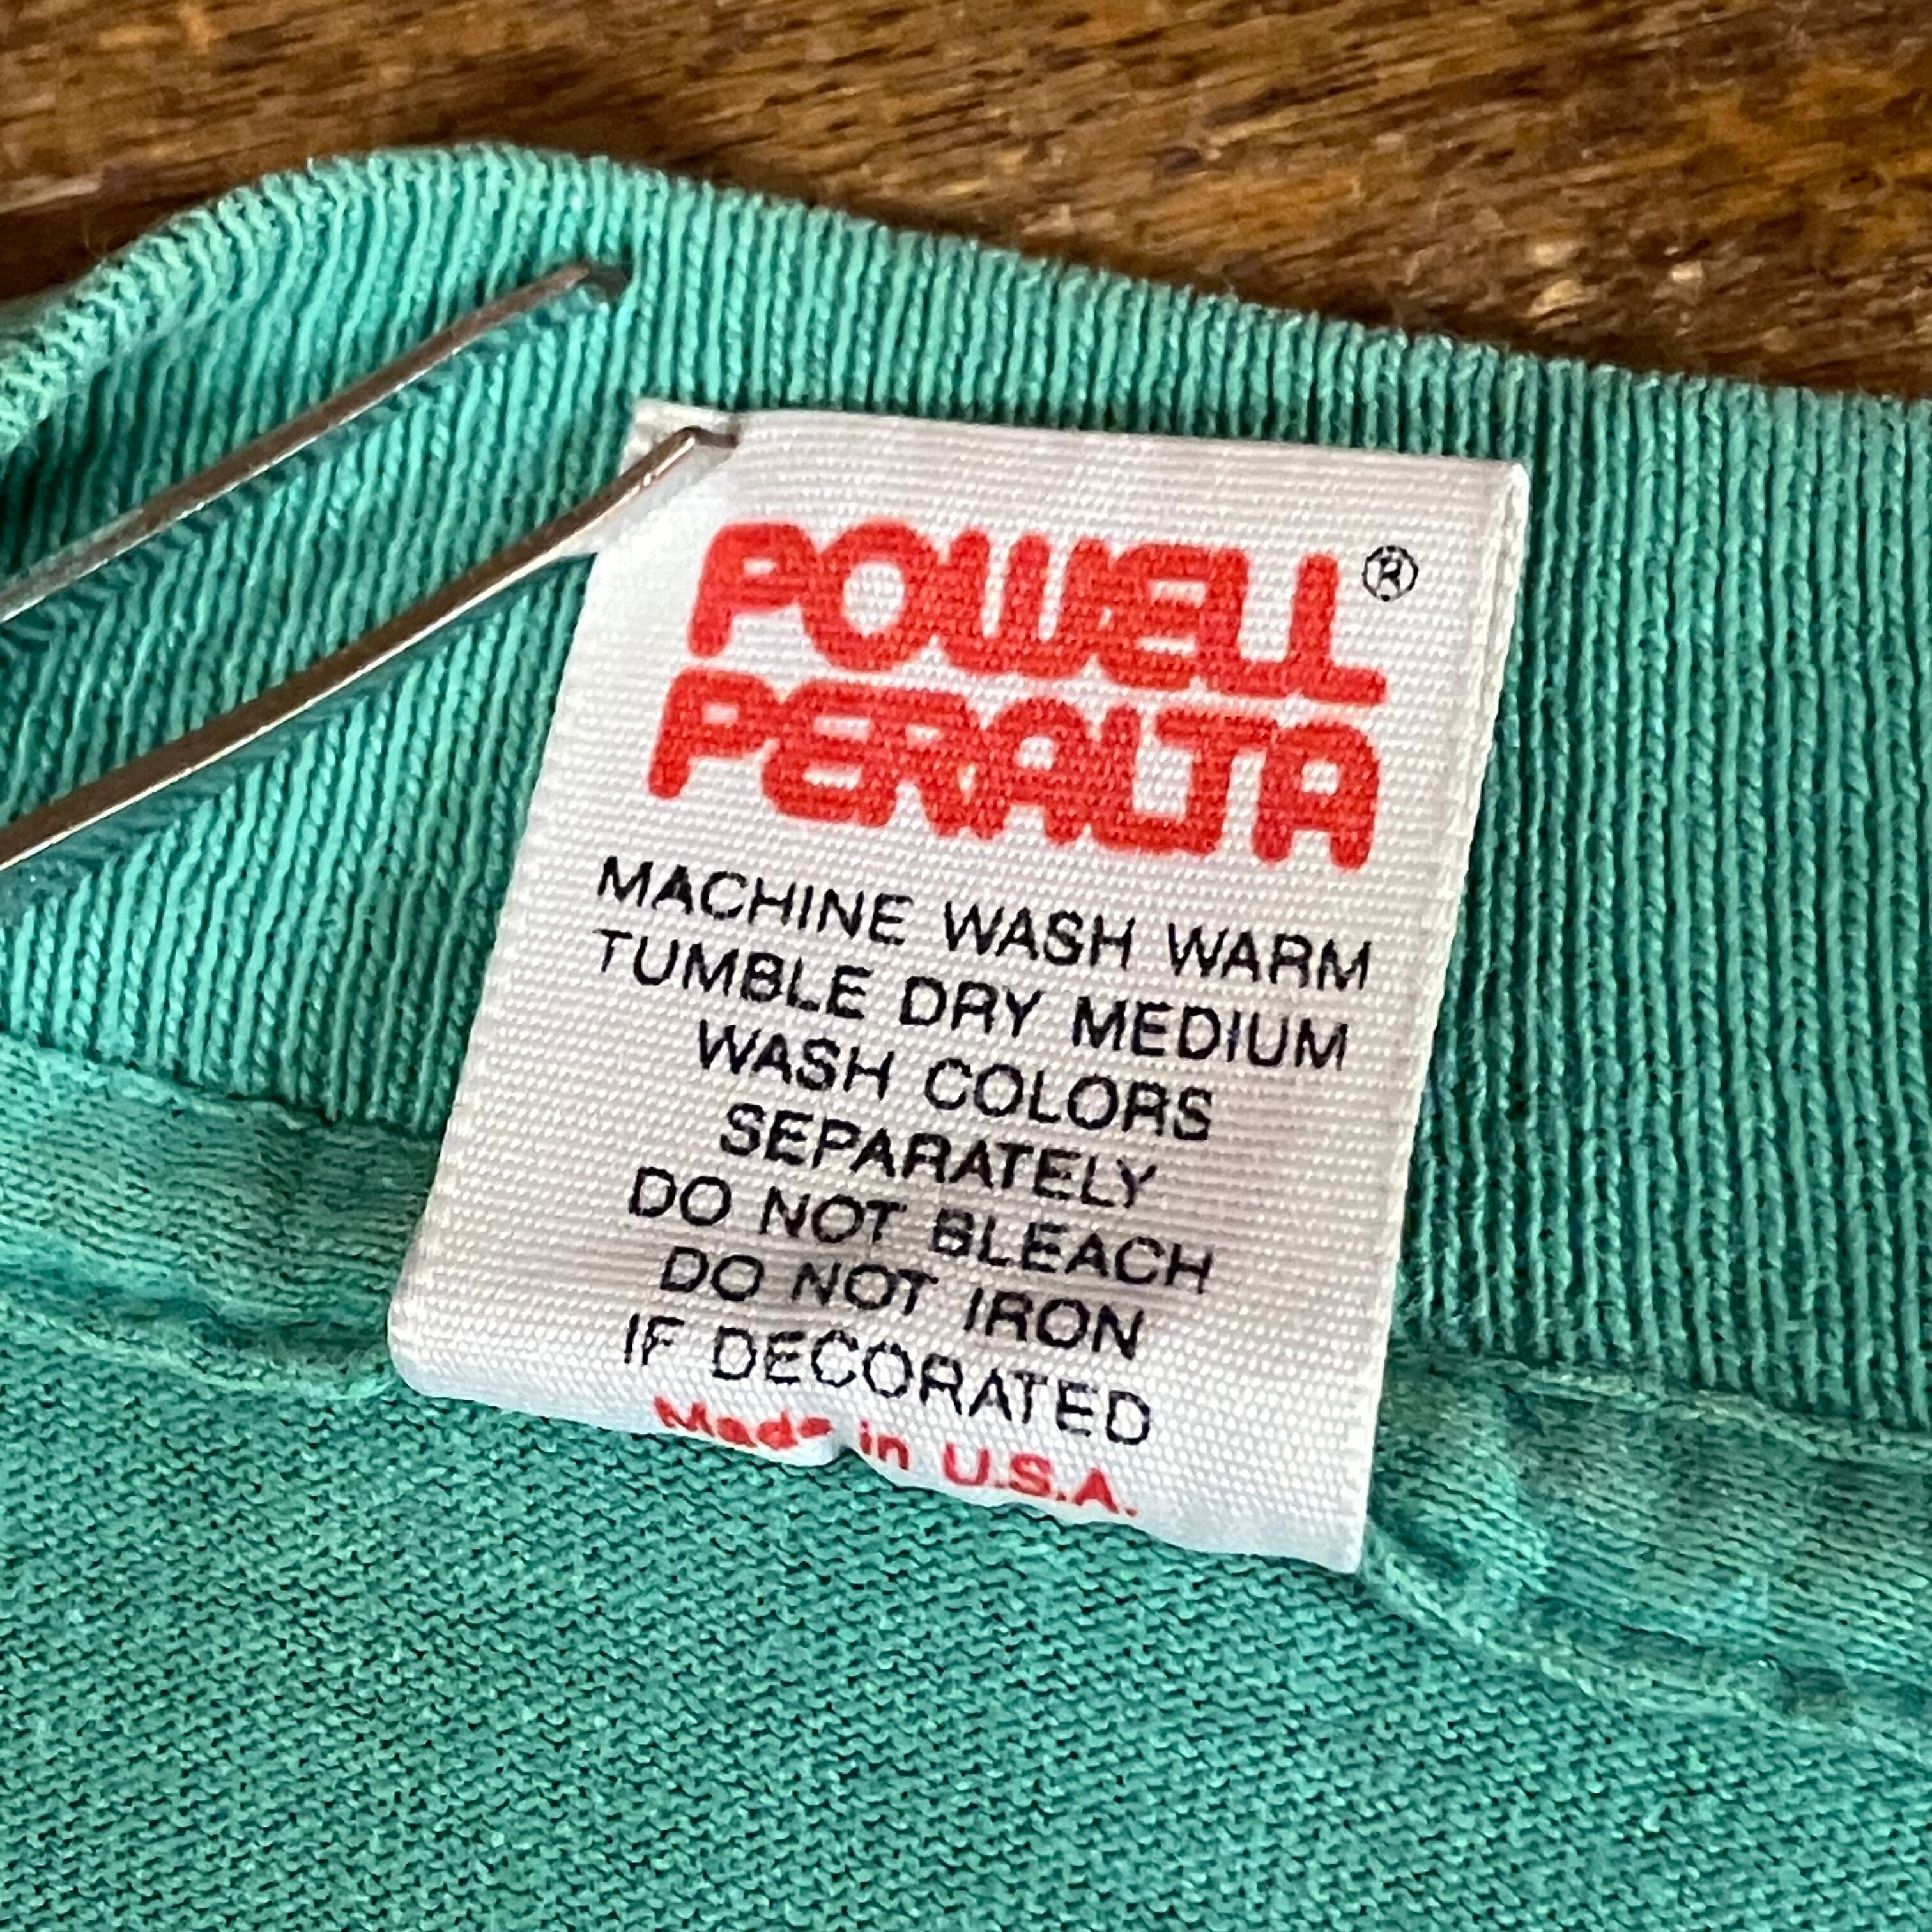 POWELL®
PERALTA
MACHINE WASH WARM
TUMBLE DRY MEDIUM
WASH COLORS
SEPARATELY
DO NOT BLEACH
DO NOT IRON
IF DECORATED
Made in U.S.A.